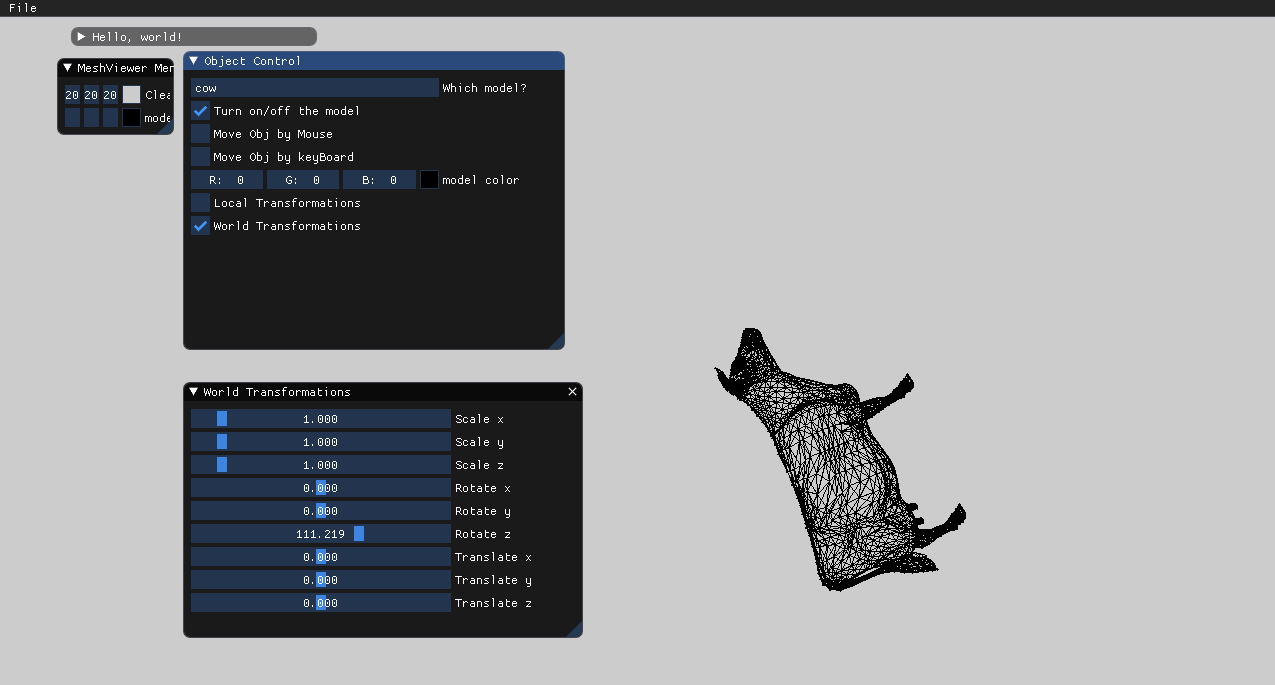 File
Hello, world!
MeshViewer Men
20 20 20 Clea
mode
Object Control
cow Which model?
Turn on/off the model
Move Obj by Mouse
Move Obj by keyBoard
R: 0 G: 0 B: 0 model color
Local Transformations
World Transformations
World Transformations
1.000 Scale x
1.000 Scale y
1.000 Scale z
0.000 Rotate x
0.000 Rotate y
111.219 Rotate z
0.000 Translate x
0.000 Translate y
0.000 Translate z